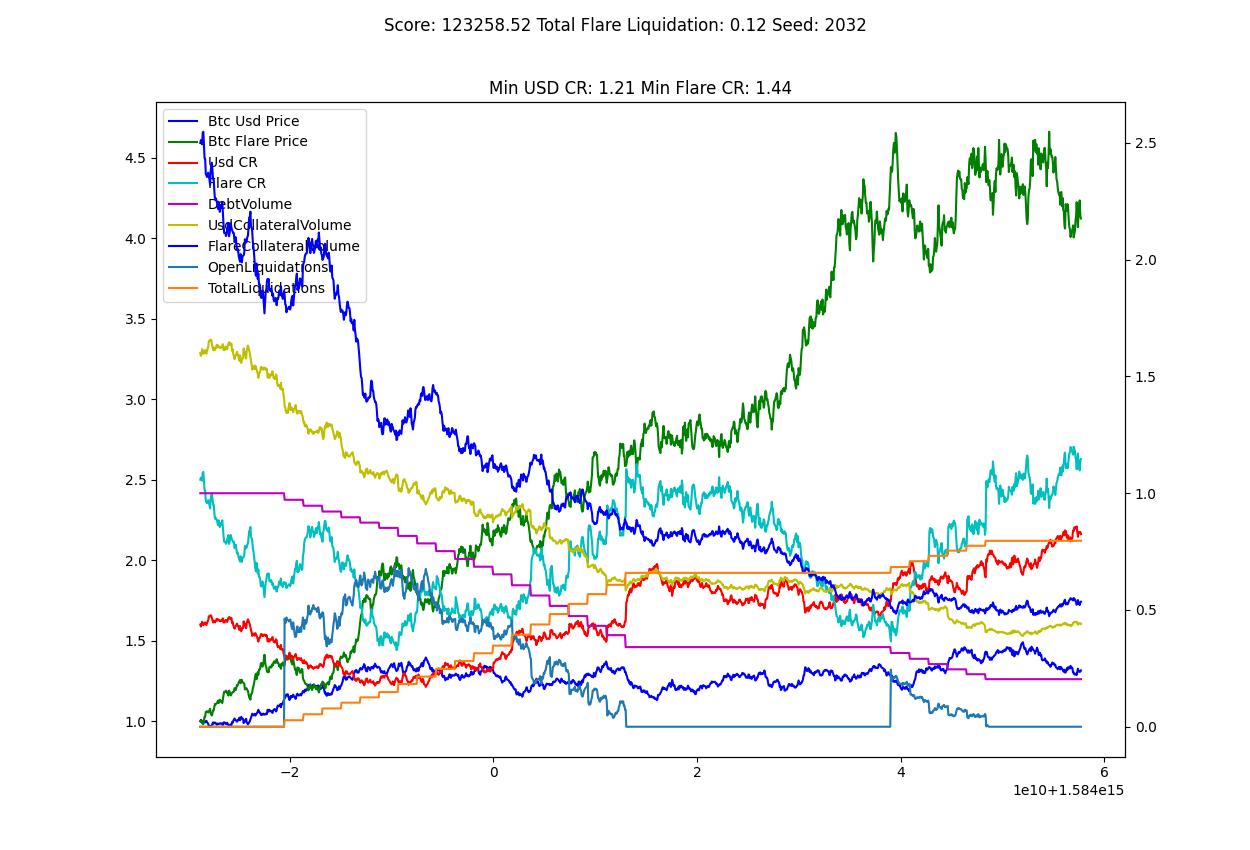 Score: 123258.52 Total Flare Liquidation: 0.12 Seed: 2032
Min USD CR: 1.21 Min Flare CR: 1.44
Btc Usd Price
Btc Flare Price
Usd CR
Flare CR
DebtVolume
UsdCollateralVolume
FlareCollateralVolume
OpenLiquidations
TotalLiquidations
4.5
4.0
3.5
3.0
2.5
2.0
1.5
1.0
2.5
2.0
1.5
1.0
0.5
0.0
−2
0
2
4
6
1e10+1.584e15